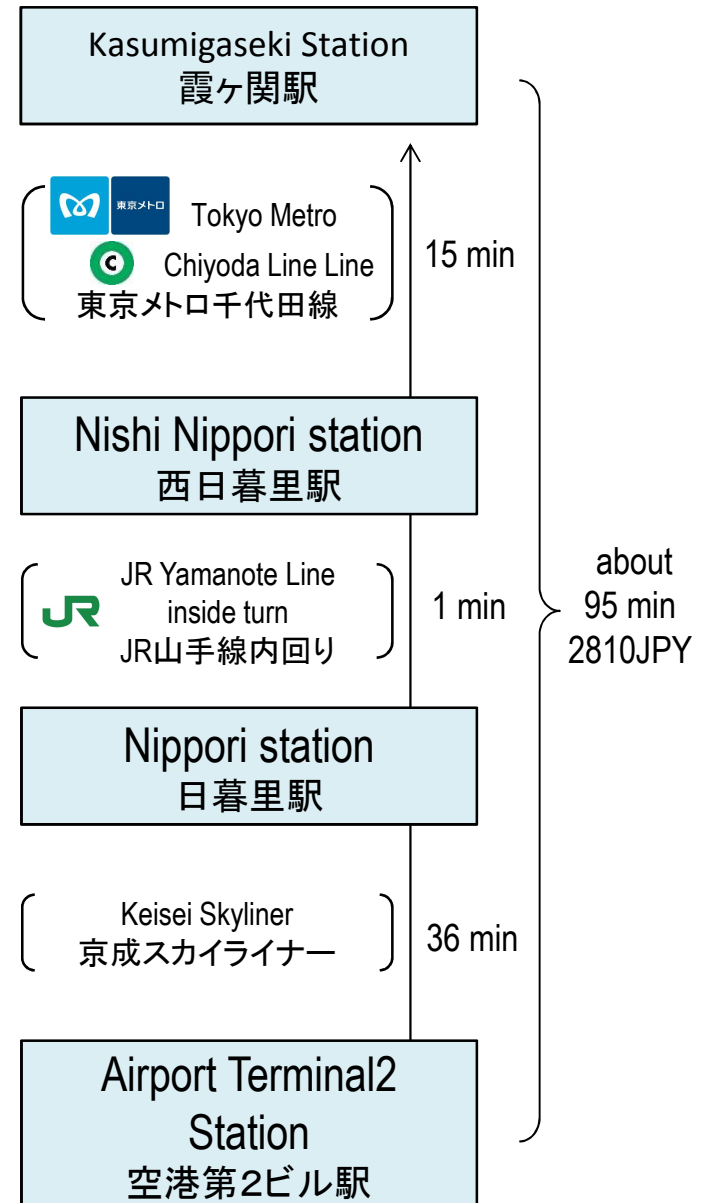 Kasumigaseki Station
霞ヶ関駅
東京メトロ
Tokyo Metro
C
Chiyoda Line Line
東京メトロ千代田線
15 min
Nishi Nippori station
西日暮里駅
JR Yamanote Line
JR
inside turn
JR山手線内回り
1 min
about
95 min
2810JPY
Nippori station
日暮里駅
Keisei Skyliner
京成スカイライナー
36 min
Airport Terminal2
Station
空港第2ビル駅